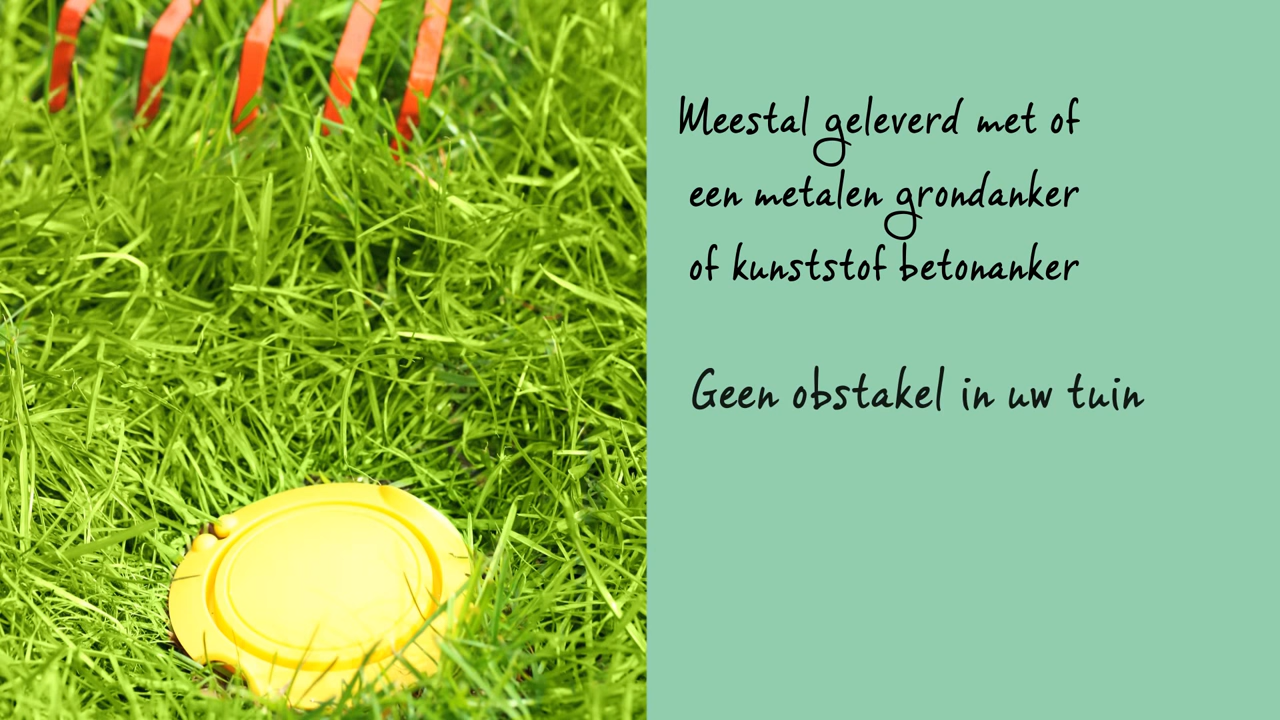 Meestal geleverd met of
een metalen grondanker
of kunststof betonanker
Geen obstakel in uw tuin